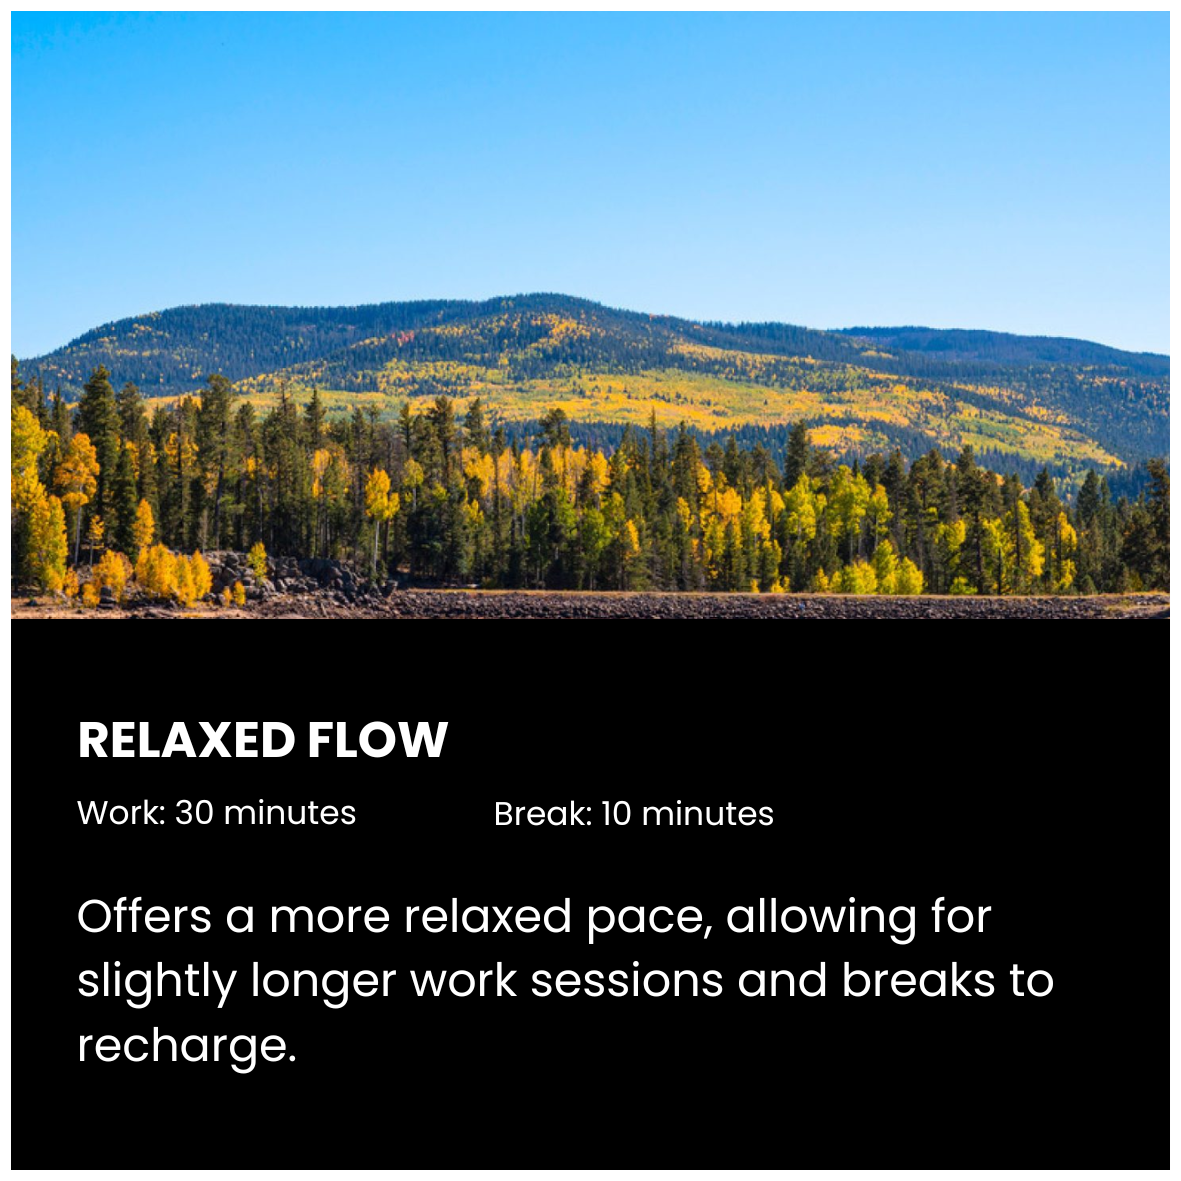 RELAXED FLOW
Work: 30 minutes
Break: 10 minutes
Offers a more relaxed pace, allowing for
slightly longer work sessions and breaks to
recharge.